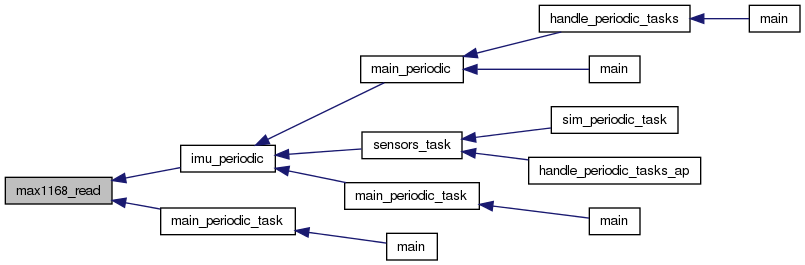 handle_periodic_tasks
main
main_periodic
main
sim_periodic_task
sensors_task
imu_periodic
handle_periodic_tasks_ap
max1168_read
main_periodic_task
main_periodic_task
main
main